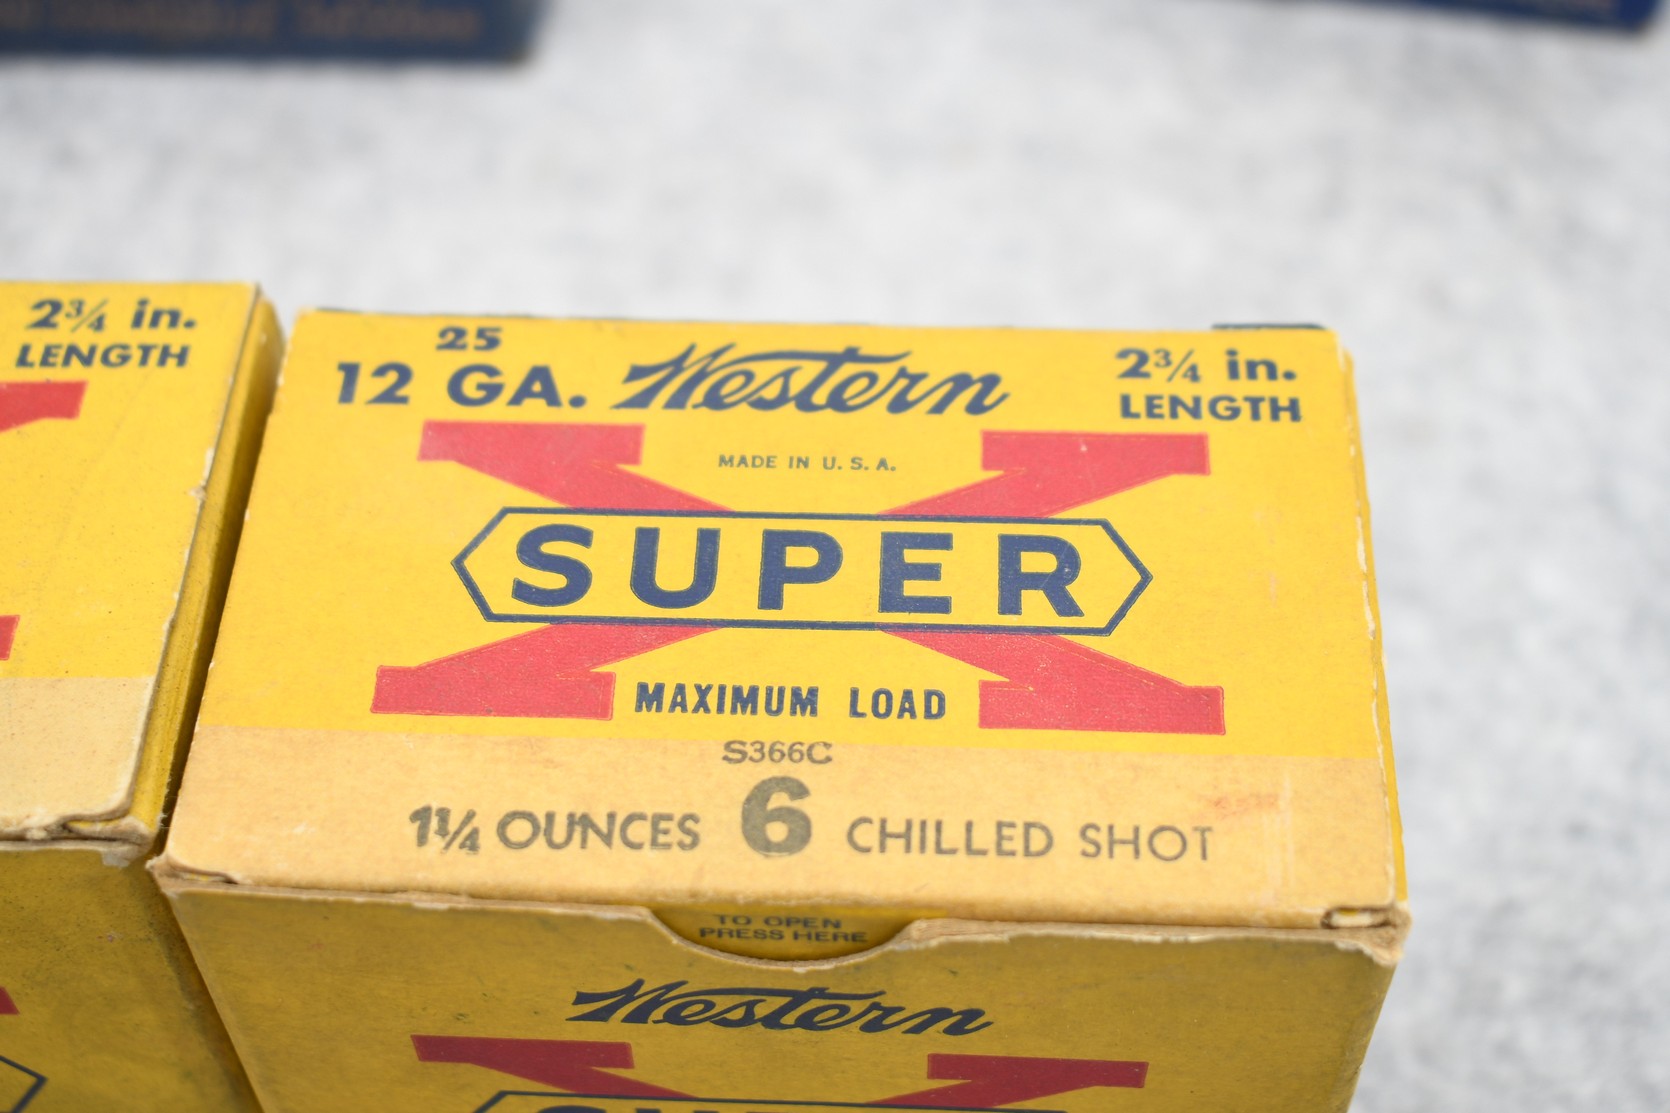 2¾ in.
LENGTH
25
12 GA. Western
2¾ in.
LENGTH
MADE IN U.S.A.
SUPER
X
MAXIMUM LOAD
S366C
1¼ OUNCES 6 CHILLED SHOT
TO OPEN
PRESS HERE
Western